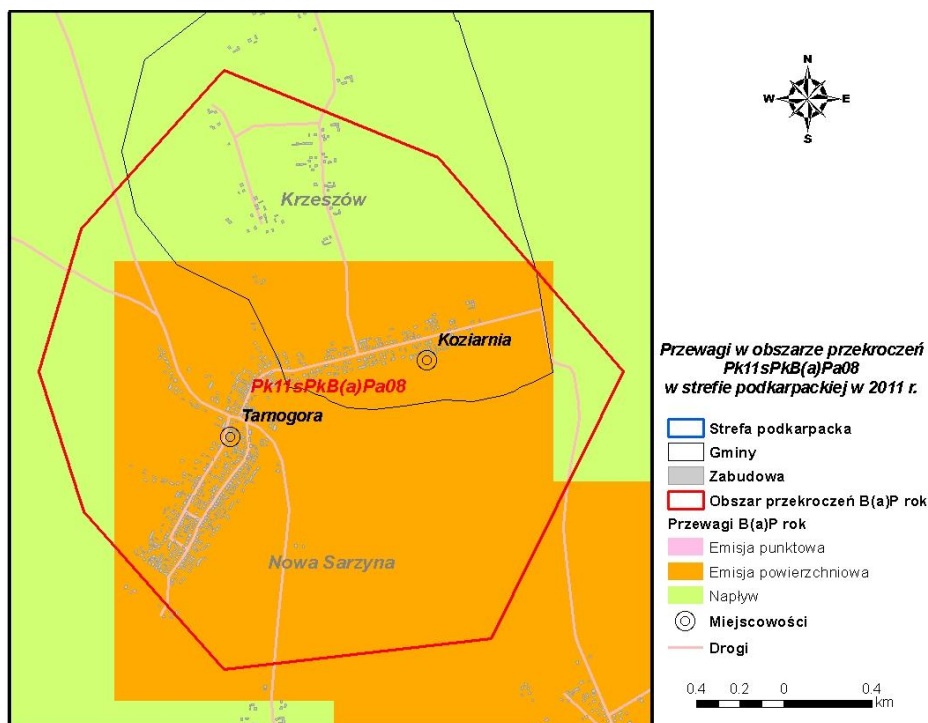 Krzeszów
Koziarnia
Pk11sPkB(a)Pa08
Tarnogora
Nowa Sarzyna
N
W E
S
Przewagi w obszarze przekroczeń
Pk11sPkB(a)Pa08
w strefie podkarpackiej w 2011 r.
Strefa podkarpacka
Gminy
Zabudowa
Obszar przekroczeń B(a)P rok
Przewagi B(a)P rok
Emisja punktowa
Emisja powierzchniowa
Napływ
Miejscowości
Drogi
0.4 0.2 0 0.4
km